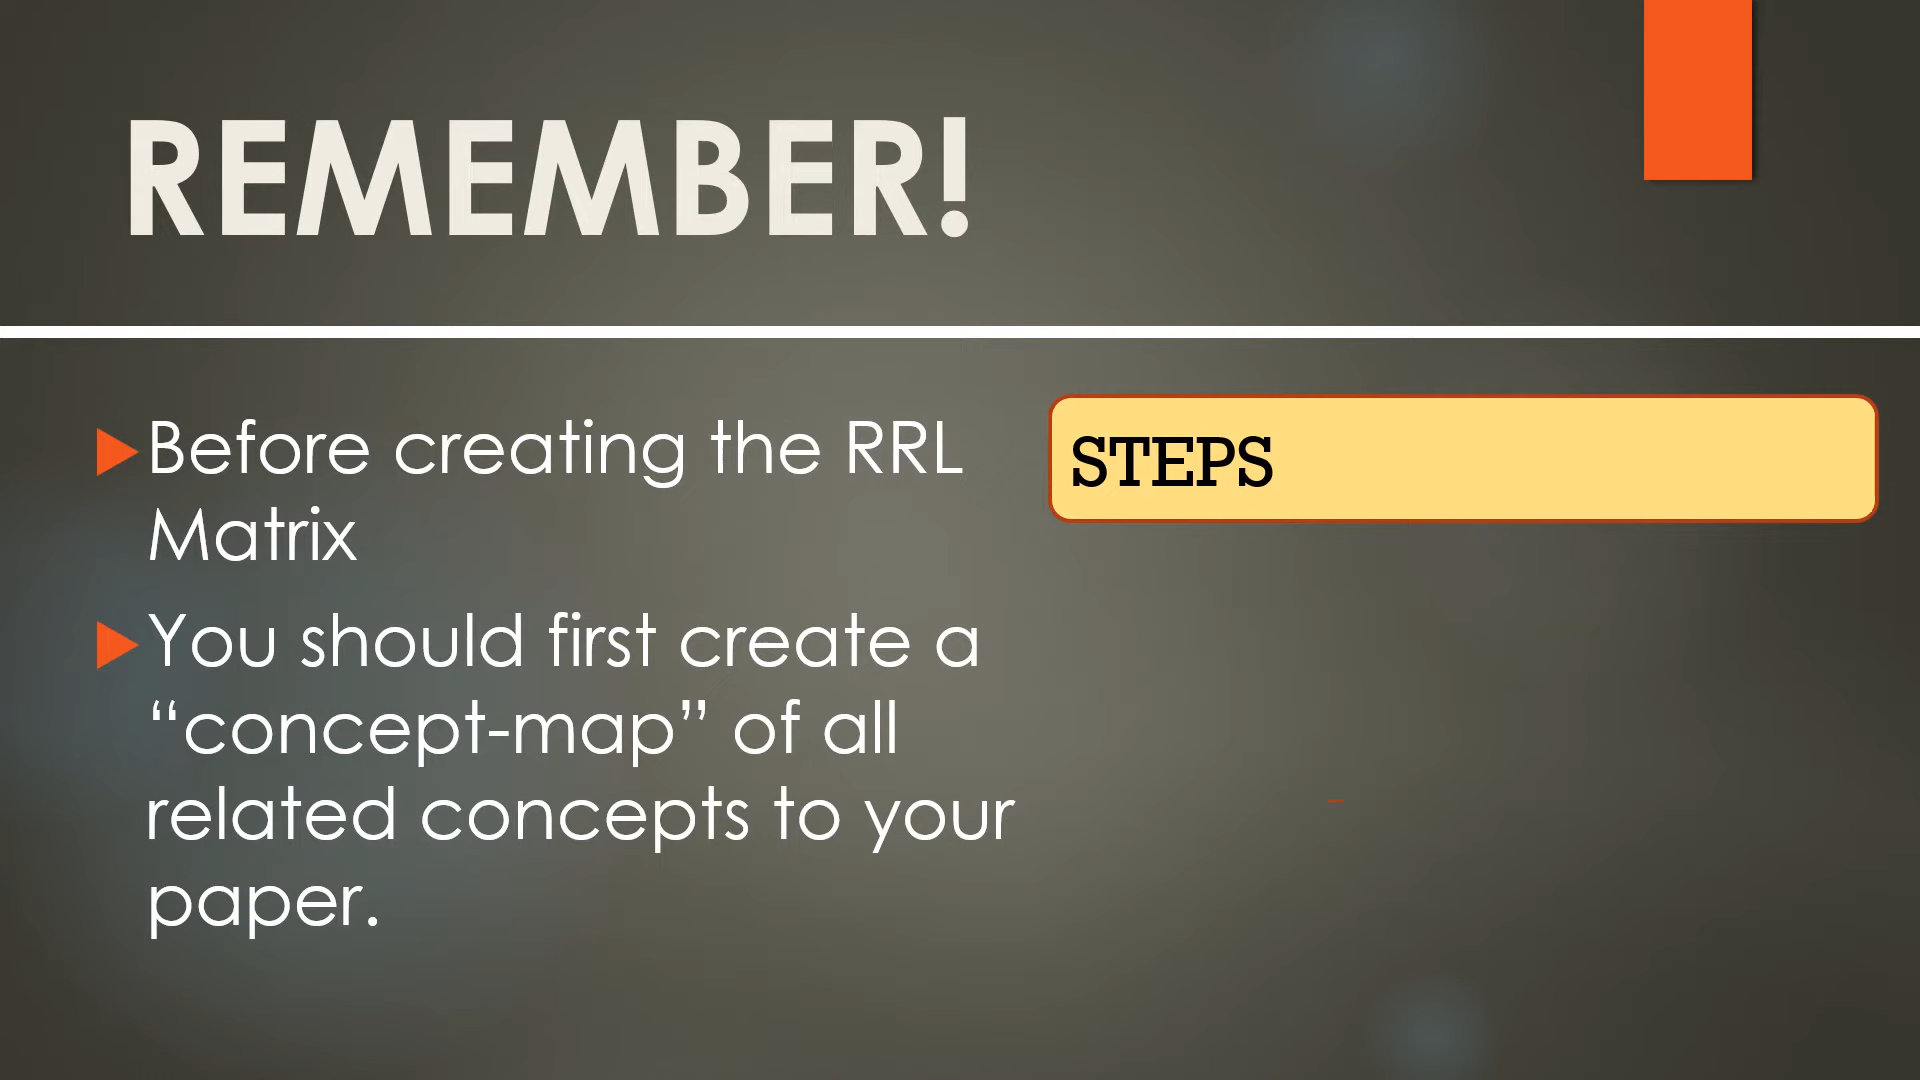 REMEMBER!
Before creating the RRL
Matrix
You should first create a
“concept-map” of all
related concepts to your
paper.
STEPS